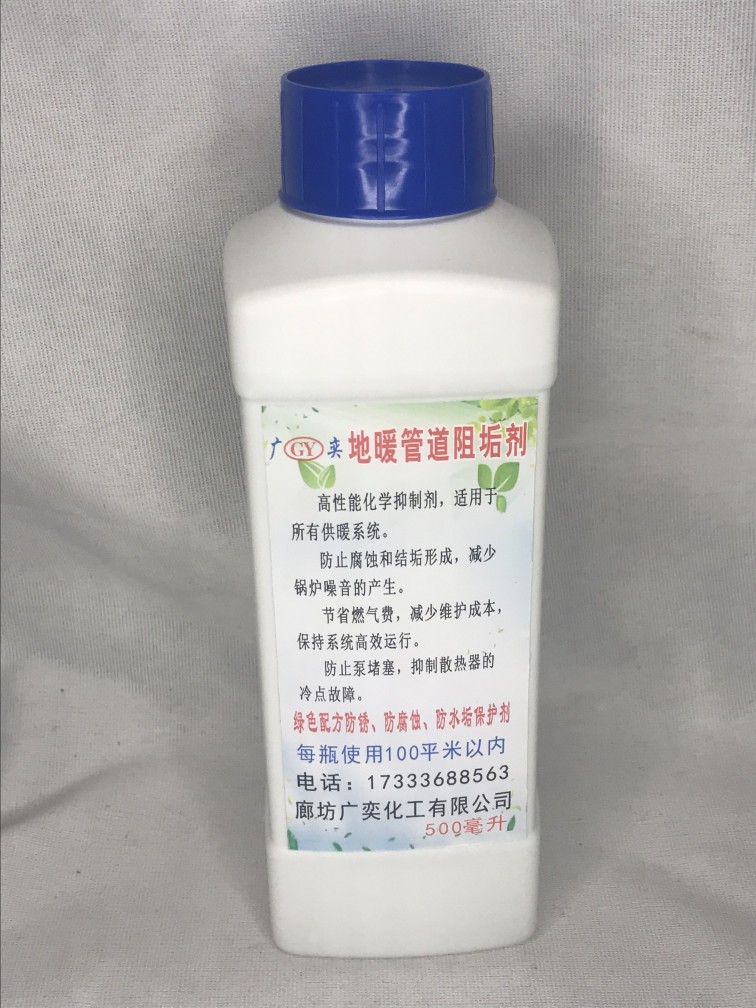 广 GY 奕 地暖管道阻垢剂
高性能化学抑制剂，适用于
所有供暖系统。
防止腐蚀和结垢形成，减少
锅炉噪音的产生。
节省燃气费，减少维护成本，
保持系统高效运行。
防止泵堵塞，抑制散热器的
冷点故障。
绿色配方防锈、防腐蚀、防水垢保护剂
每瓶使用100平米以内
电话：17333688563
廊坊广奕化工有限公司
500毫升